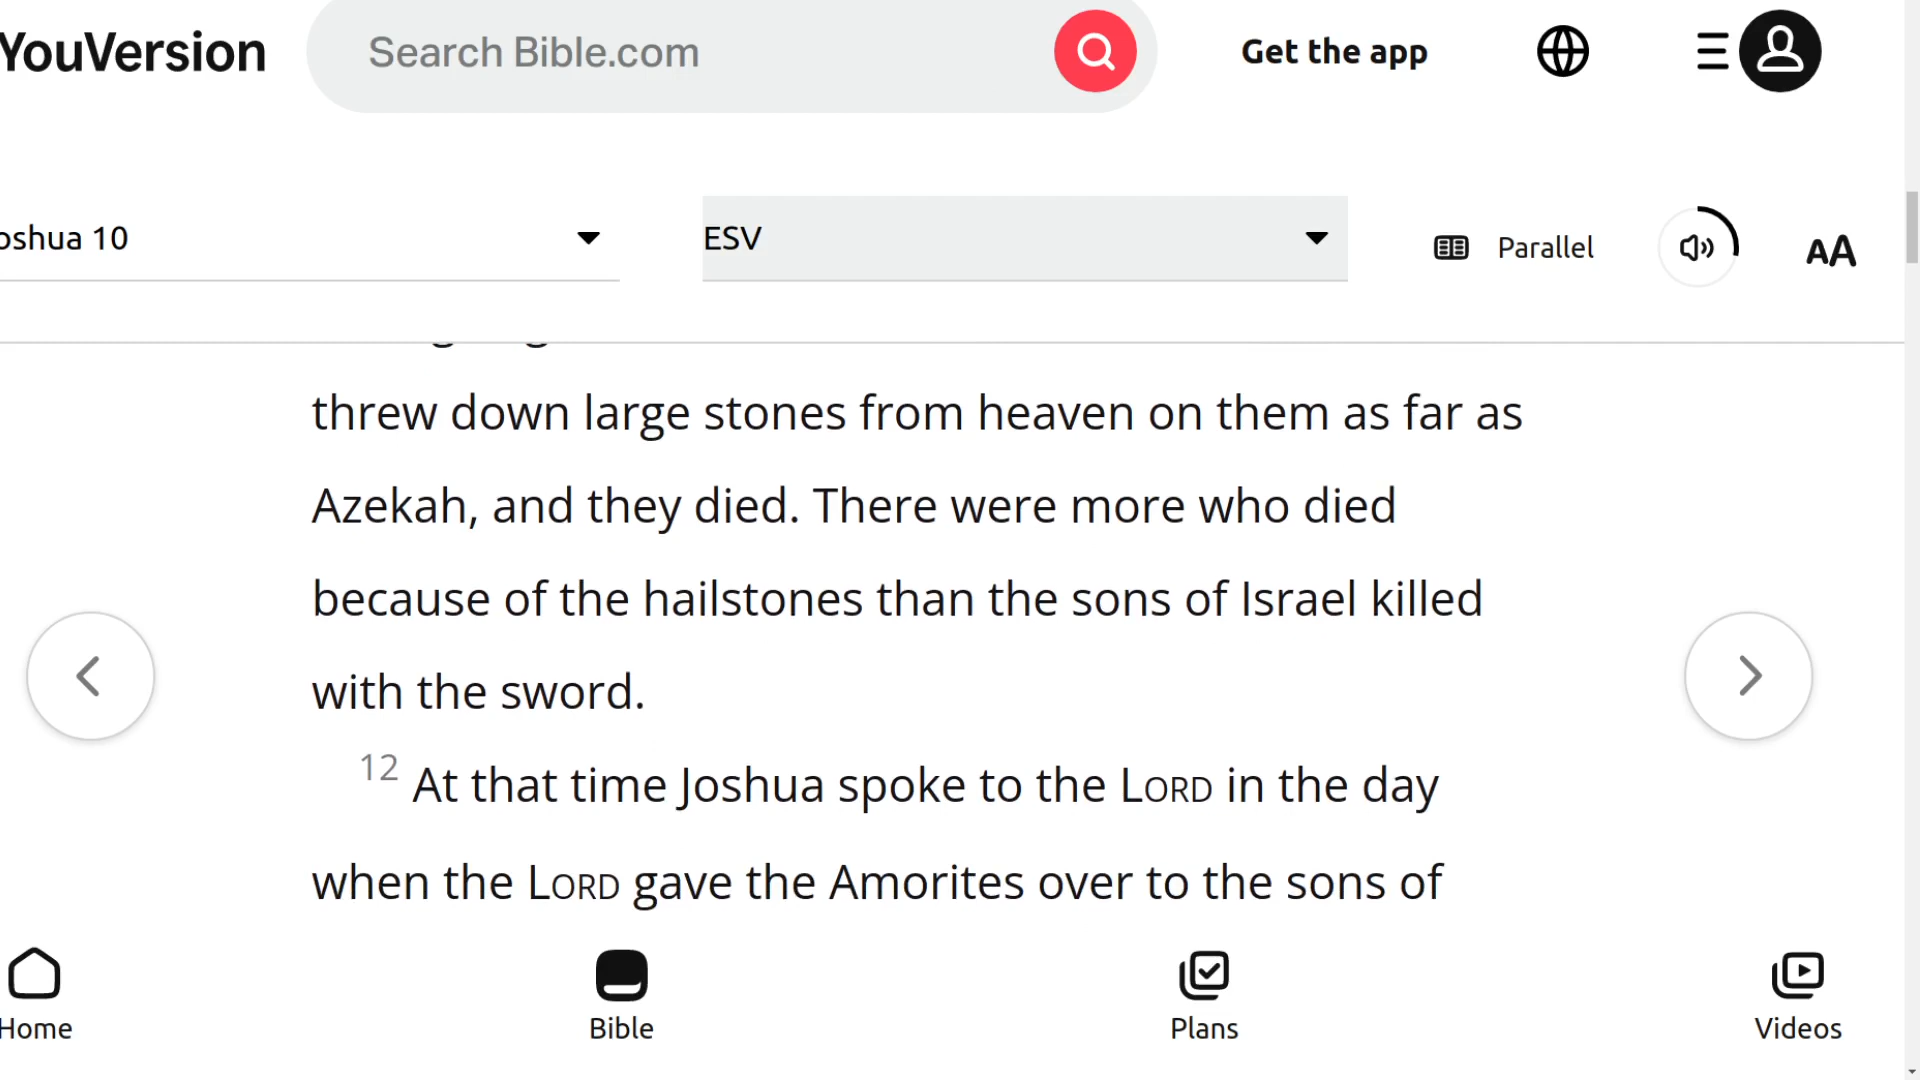 YouVersion
Search Bible.com
Get the app
oshua 10
ESV
Parallel
AA
threw down large stones from heaven on them as far as
Azekah, and they died. There were more who died
because of the hailstones than the sons of Israel killed
with the sword.
12 At that time Joshua spoke to the LORD in the day
when the LORD gave the Amorites over to the sons of
Home
Bible
Plans
Videos